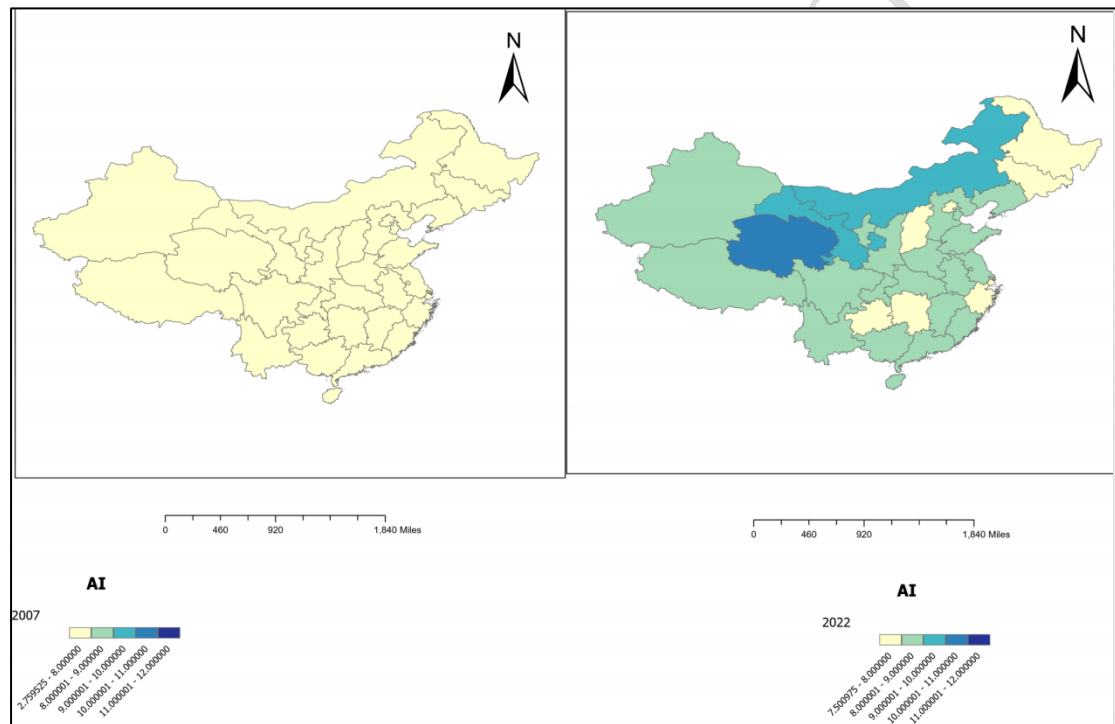 N
N
0 460 920 1,840 Miles
0 460 920 1,840 Miles
AI
2007
2.759525 - 8.000000
8.000001 - 9.000000
9.000001 - 10.000000
10.000001 - 11.000000
11.000001 - 12.000000
AI
2022
7.500975 - 8.000000
8.000001 - 9.000000
9.000001 - 10.000000
10.000001 - 11.000000
11.000001 - 12.000000